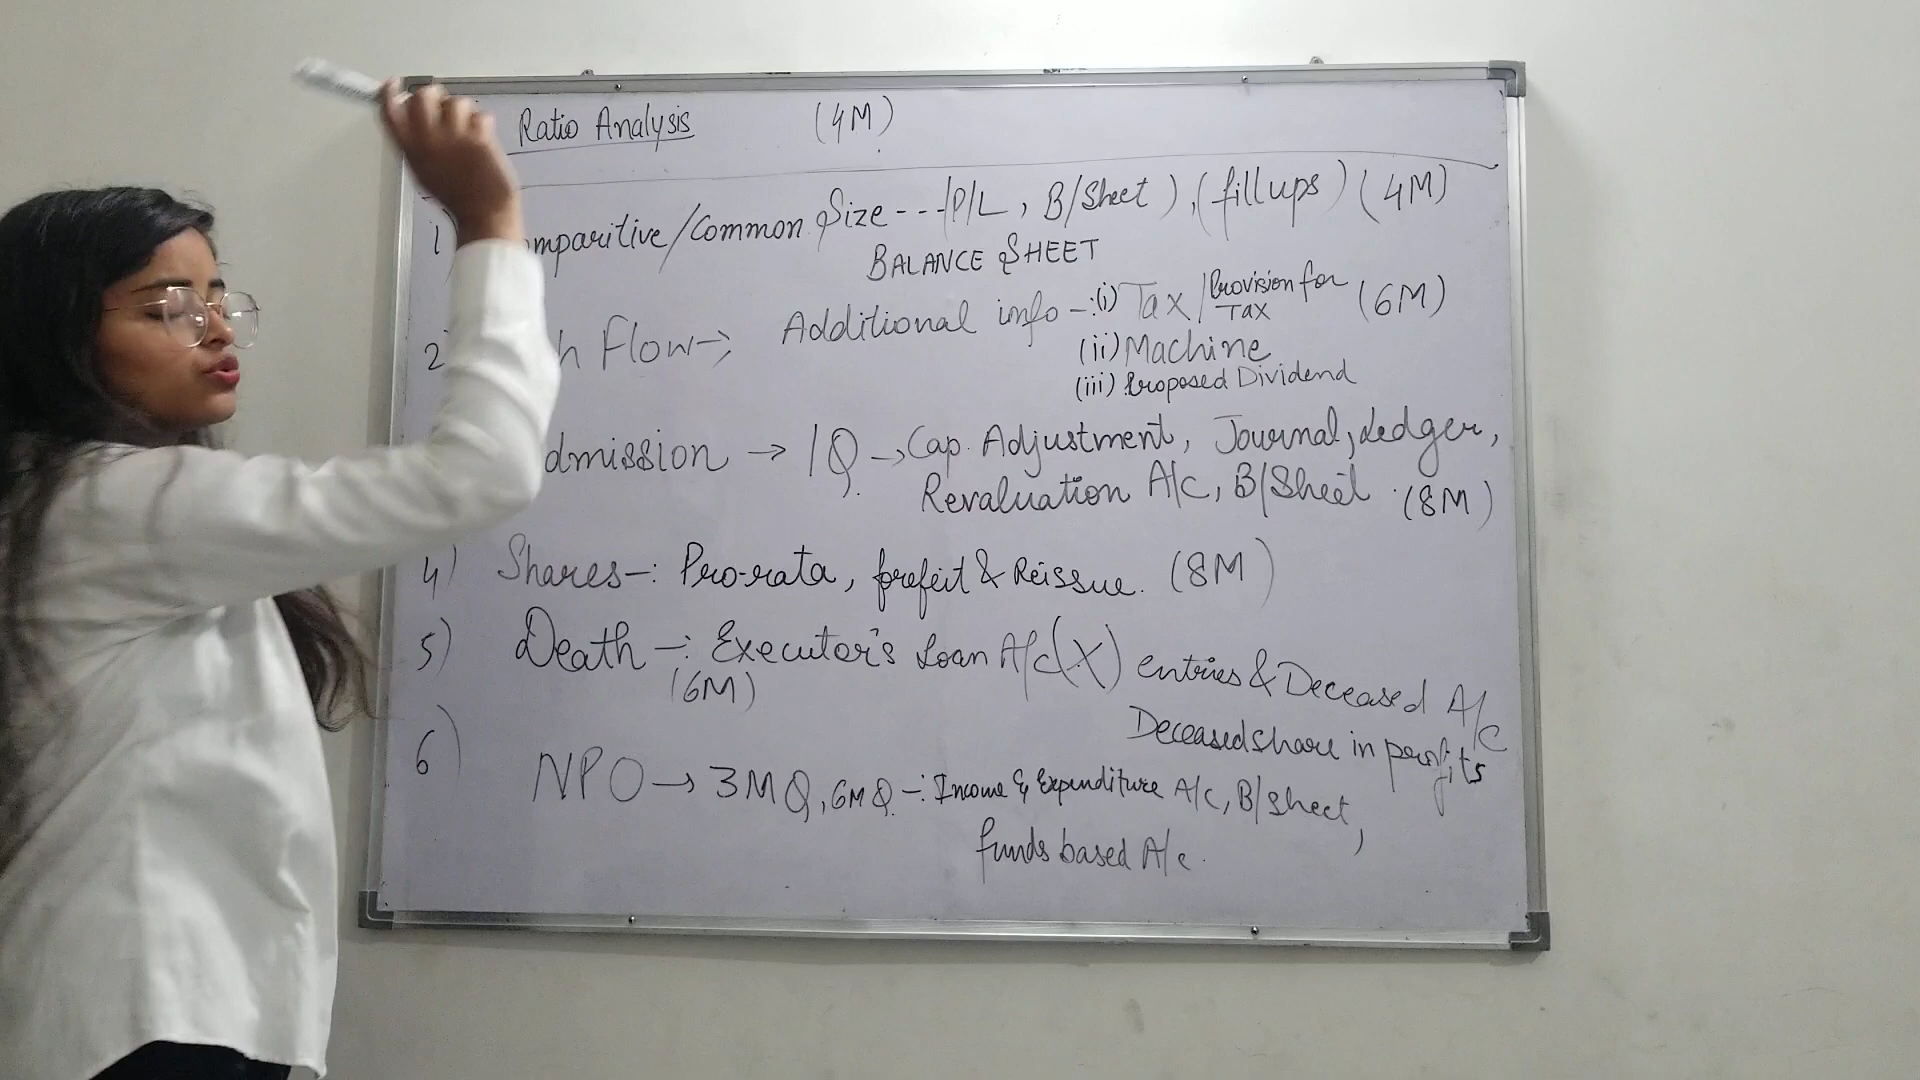 Ratio Analysis (4M)
1) omparitive/Common Size---(P/L, B/Sheet), (fillups) (4M)
BALANCE SHEET
2 h Flow→ Additional info-:(i) Tax/Provision for Tax (6M)
(ii) Machine
(iii) Proposed Dividend
dmission → 1Q →Cap. Adjustment, Journal, Ledger,
Revaluation A/c, B/Sheet. (8M)
4) Shares-: Pro-rata, forfeit & Reissue. (8M)
5) Death-: Executor's Loan A/c(X) entries & Deceased A/c
(6M) Deceased share in profits
6) NPO → 3MQ, 6MQ-: Income & Expenditure A/c, B/Sheet,
funds based A/c.